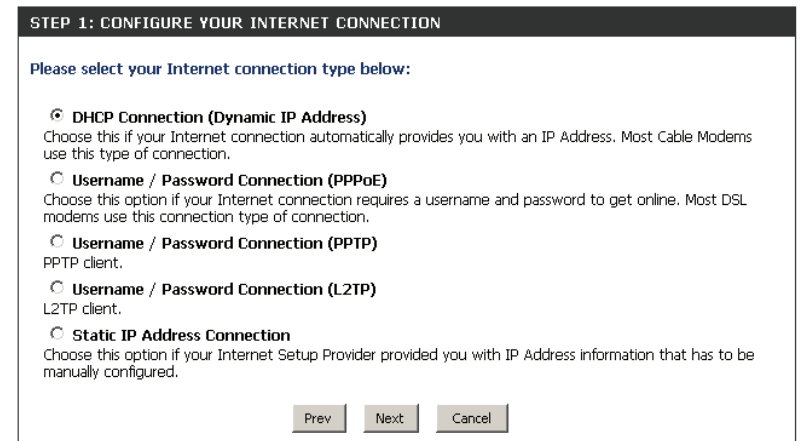 STEP 1: CONFIGURE YOUR INTERNET CONNECTION
Please select your Internet connection type below:
DHCP Connection (Dynamic IP Address)
Choose this if your Internet connection automatically provides you with an IP Address. Most Cable Modems
use this type of connection.
Username / Password Connection (PPPoE)
Choose this option if your Internet connection requires a username and password to get online. Most DSL
modems use this connection type of connection.
Username / Password Connection (PPTP)
PPTP client.
Username / Password Connection (L2TP)
L2TP client.
Static IP Address Connection
Choose this option if your Internet Setup Provider provided you with IP Address information that has to be
manually configured.
Prev Next Cancel